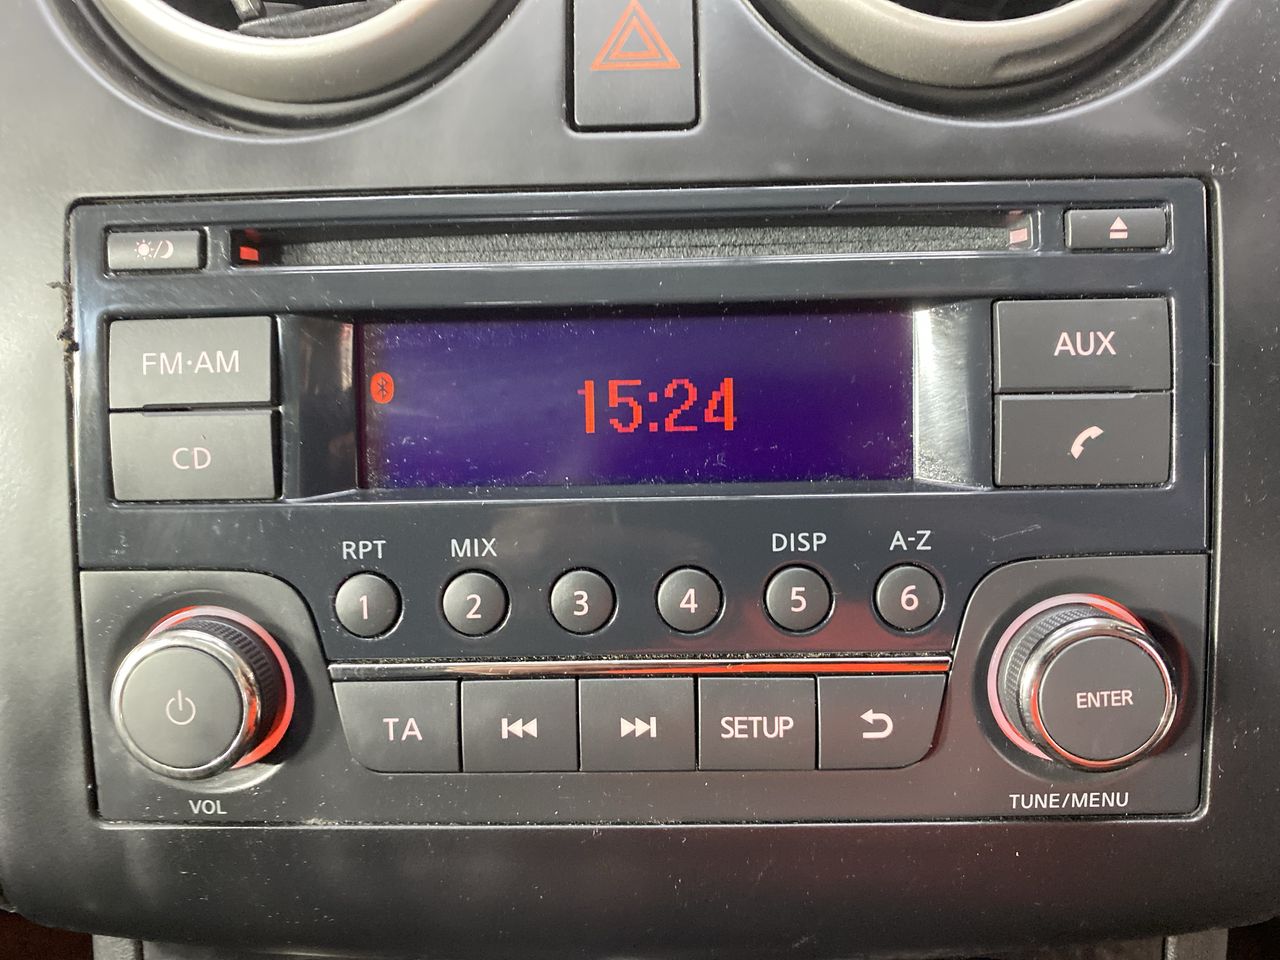 FM·AM
AUX
15:24
CD
RPT
MIX
DISP
A-Z
1
2
3
4
5
6
TA
SETUP
ENTER
VOL
TUNE/MENU